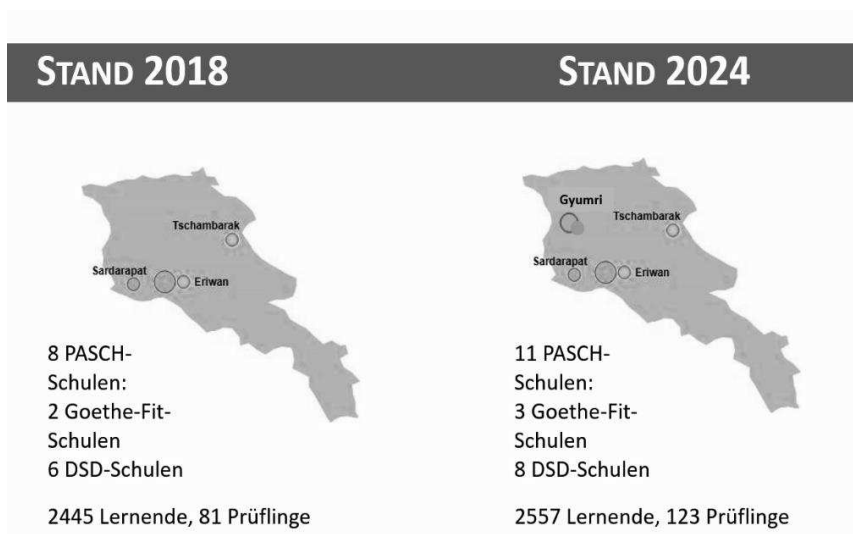 STAND 2018
Tschambarak
Sardarapat
Eriwan
8 PASCH-
Schulen:
2 Goethe-Fit-
Schulen
6 DSD-Schulen
2445 Lernende, 81 Prüflinge
STAND 2024
Gyumri
Tschambarak
Sardarapat
Eriwan
11 PASCH-
Schulen:
3 Goethe-Fit-
Schulen
8 DSD-Schulen
2557 Lernende, 123 Prüflinge